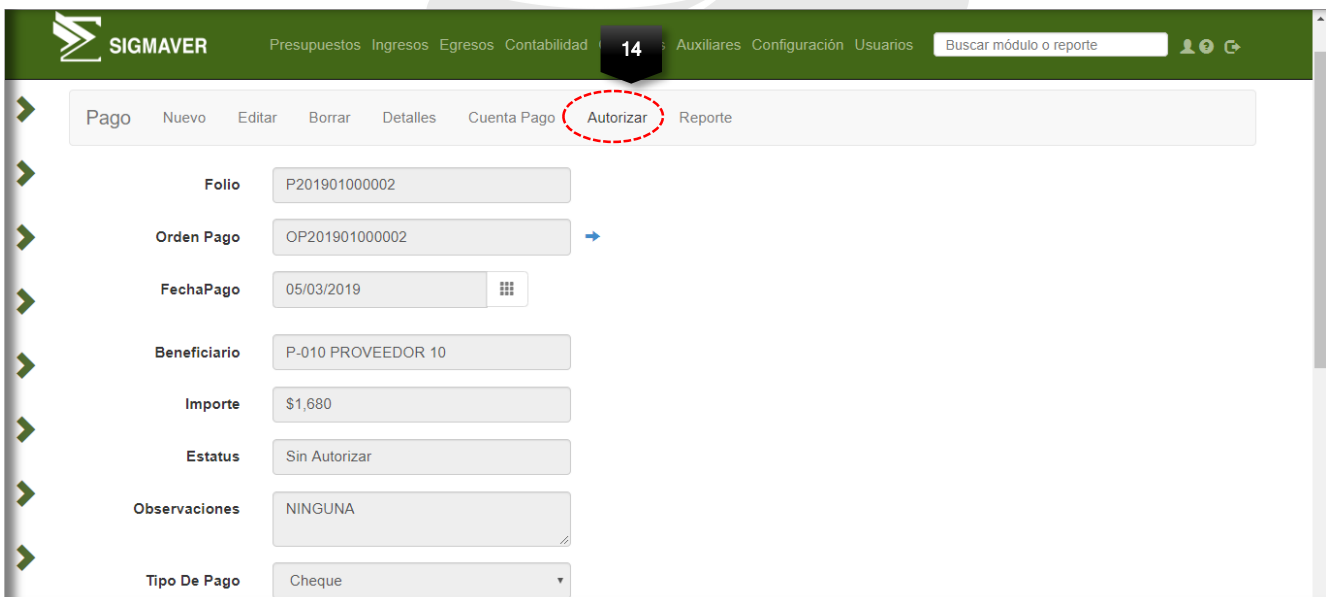 SIGMAVER Presupuestos Ingresos Egresos Contabilidad Auxiliares Configuración Usuarios Buscar módulo o reporte
14
Pago Nuevo Editar Borrar Detalles Cuenta Pago Autorizar Reporte
Folio P201901000002
Orden Pago OP201901000002
FechaPago 05/03/2019
Beneficiario P-010 PROVEEDOR 10
Importe $1,680
Estatus Sin Autorizar
Observaciones NINGUNA
Tipo De Pago Cheque